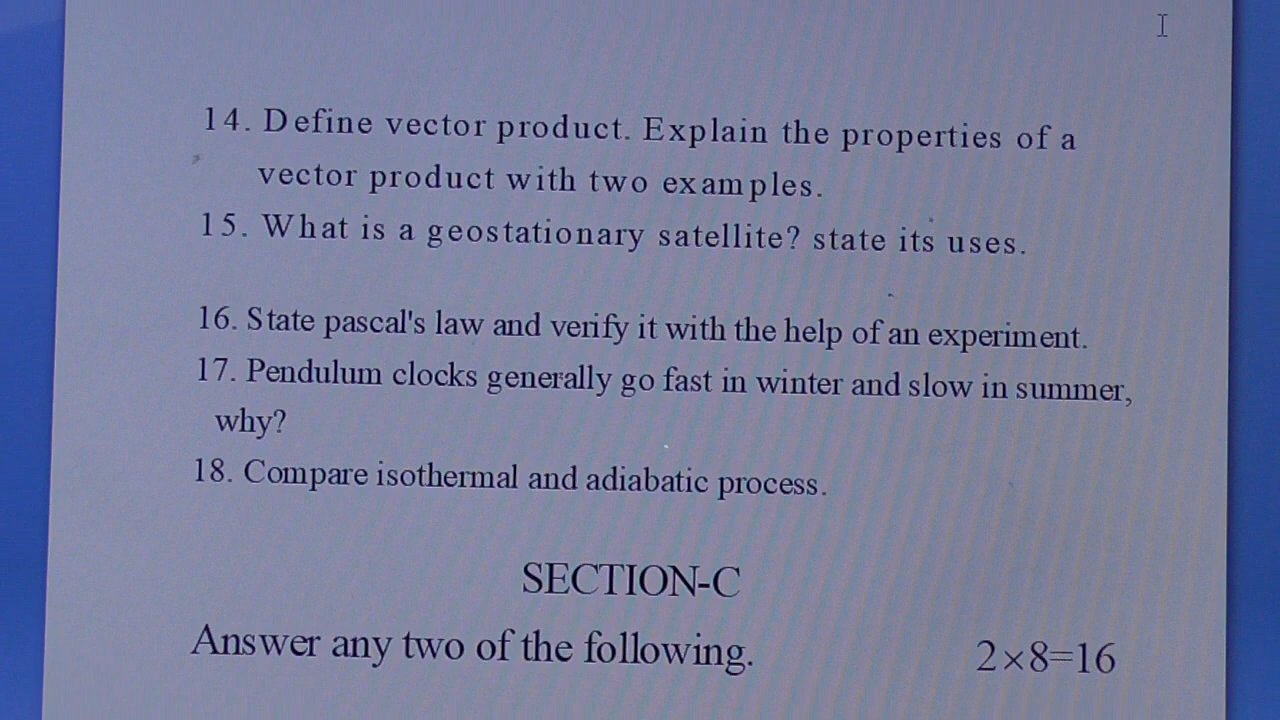 14. Define vector product. Explain the properties of a
vector product with two examples.
15. What is a geostationary satellite? state its uses.
16. State pascal's law and verify it with the help of an experiment.
17. Pendulum clocks generally go fast in winter and slow in summer,
why?
18. Compare isothermal and adiabatic process.
SECTION-C
Answer any two of the following. 2×8=16